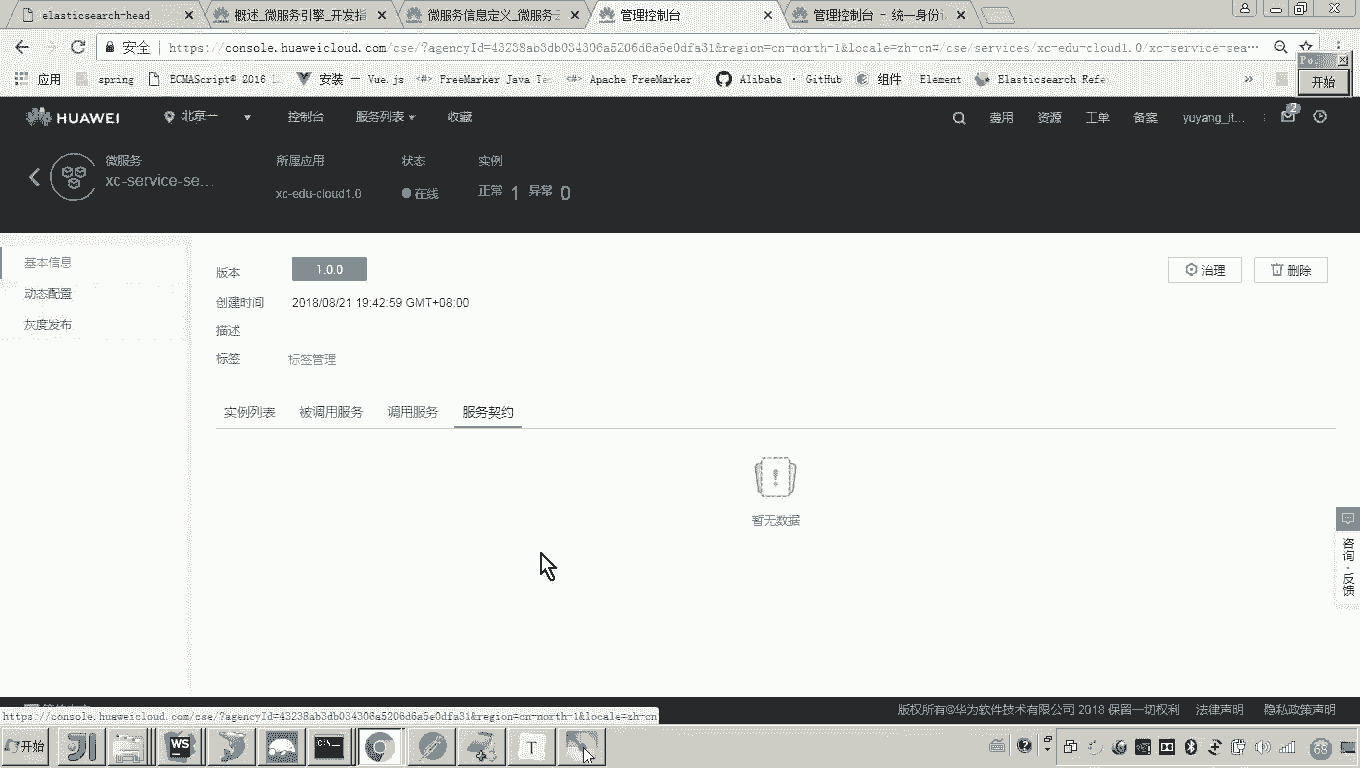 elasticsearch-head
概述_微服务引擎_开发指
微服务信息定义_微服务
管理控制台
管理控制台 - 统一身份
安全
https://console.huaweicloud.com/cse/?agencyId=43238ab3db034306a5206d6a5e0dfa31&region=cn-north-1&locale=zh-cn#/cse/services/xc-edu-cloud1.0/xc-service-sea…
应用
spring
ECMAScript® 2016 L
安装 — Vue.js
FreeMarker Java Te
Apache FreeMarker
Alibaba · GitHub
组件
Element
Elasticsearch Refe
开始
HUAWEI
北京一
控制台
服务列表
收藏
费用
资源
工单
备案
yuyang_it...
2
微服务
xc-service-se...
所属应用
xc-edu-cloud1.0
状态
在线
实例
正常 1 异常 0
基本信息
动态配置
灰度发布
版本
1.0.0
治理
删除
创建时间
2018/08/21 19:42:59 GMT+08:00
描述
标签
标签管理
实例列表
被调用服务
调用服务
服务契约
暂无数据
咨询·反馈
https://console.huaweicloud.com/cse/?agencyId=43238ab3db034306a5206d6a5e0dfa31&region=cn-north-1&locale=zh-cn
版权所有@华为软件技术有限公司 2018 保留一切权利
法律声明
隐私政策声明
开始
WS
T
68